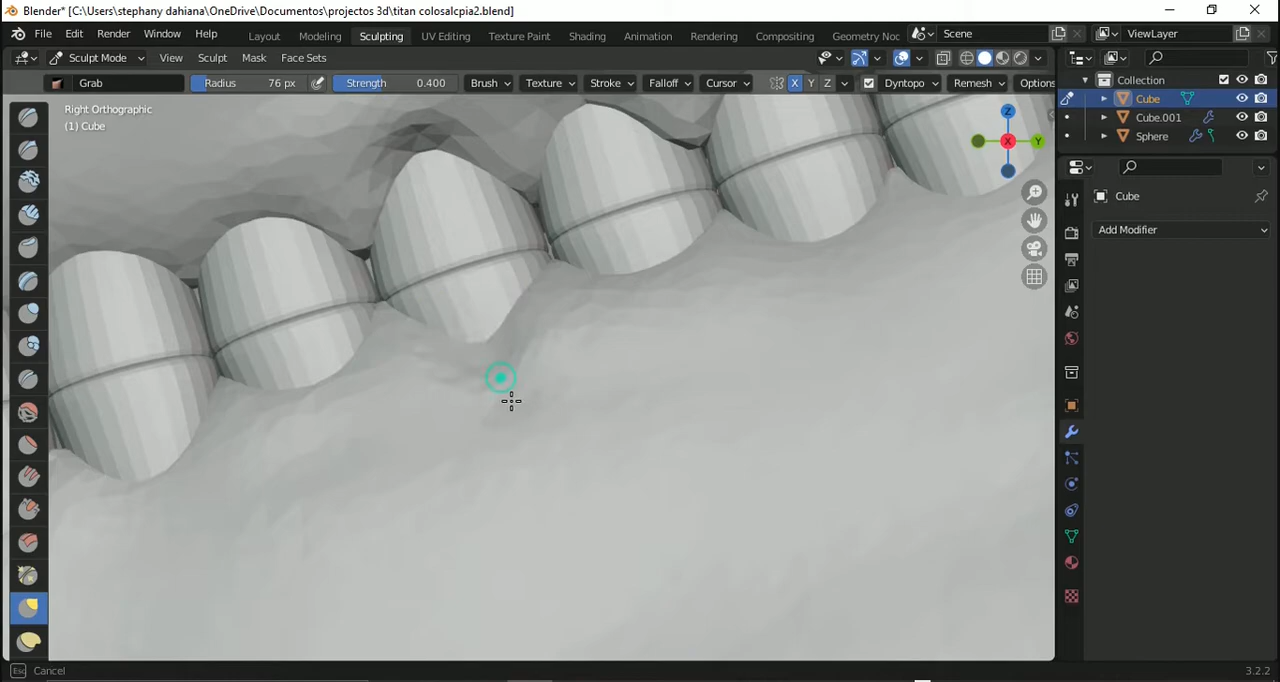 Blender* [C:\Users\stephany dahiana\OneDrive\Documentos\projectos 3d\titan colosalcpia2.blend]
File Edit Render Window Help Layout Modeling Sculpting UV Editing Texture Paint Shading Animation Rendering Compositing Geometry Noc Scene ViewLayer
Sculpt Mode View Sculpt Mask Face Sets
Grab Radius 76 px Strength 0.400 Brush Texture Stroke Falloff Cursor X Y Z Dyntopo Remesh Options
Collection
Right Orthographic
(1) Cube
Cube
Cube.001
Sphere
Z
X
Y
Cube
Add Modifier
Esc Cancel
3.2.2